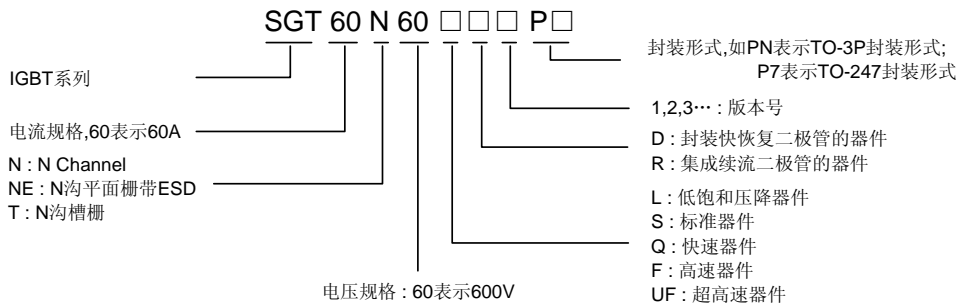 SGT 60 N 60 □ □ □ P□
封装形式,如PN表示TO-3P封装形式;
P7表示TO-247封装形式
IGBT系列
1,2,3… : 版本号
电流规格,60表示60A
D : 封装快恢复二极管的器件
R : 集成续流二极管的器件
N : N Channel
NE : N沟平面栅带ESD
T : N沟槽栅
L : 低饱和压降器件
S : 标准器件
Q : 快速器件
F : 高速器件
UF : 超高速器件
电压规格 : 60表示600V